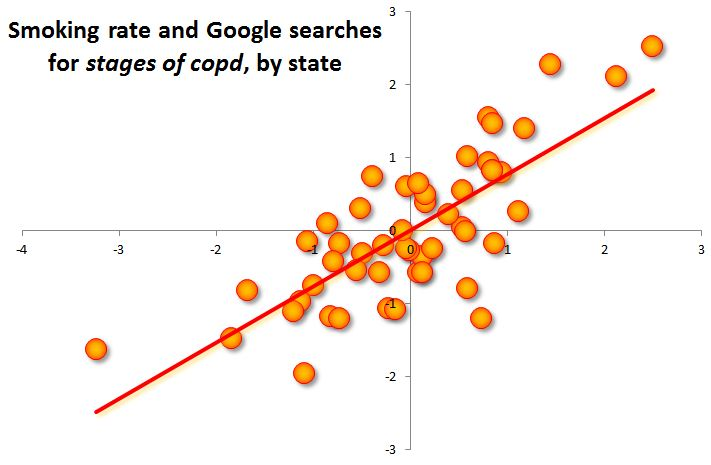 Smoking rate and Google searches
for stages of copd, by state
3
2
1
0
-1
-2
-3
-4 -3 -2 -1 0 1 2 3